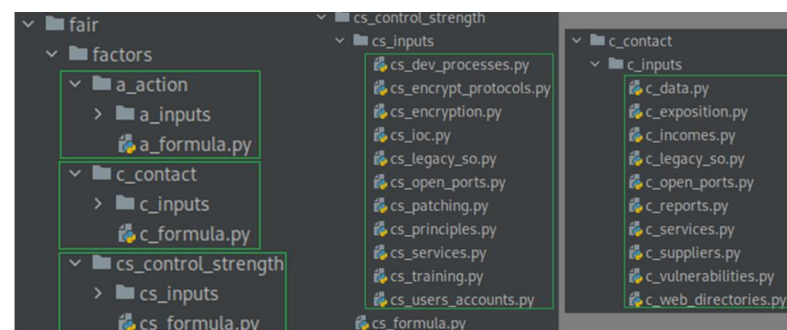 fair
factors
a_action
a_inputs
a_formula.py
c_contact
c_inputs
c_formula.py
cs_control_strength
cs_inputs
cs_formula.py
cs_control_strength
cs_inputs
cs_dev_processes.py
cs_encrypt_protocols.py
cs_encryption.py
cs_ioc.py
cs_legacy_so.py
cs_open_ports.py
cs_patching.py
cs_principles.py
cs_services.py
cs_training.py
cs_users_accounts.py
cs_formula.py
c_contact
c_inputs
c_data.py
c_exposition.py
c_incomes.py
c_legacy_so.py
c_open_ports.py
c_reports.py
c_services.py
c_suppliers.py
c_vulnerabilities.py
c_web_directories.py